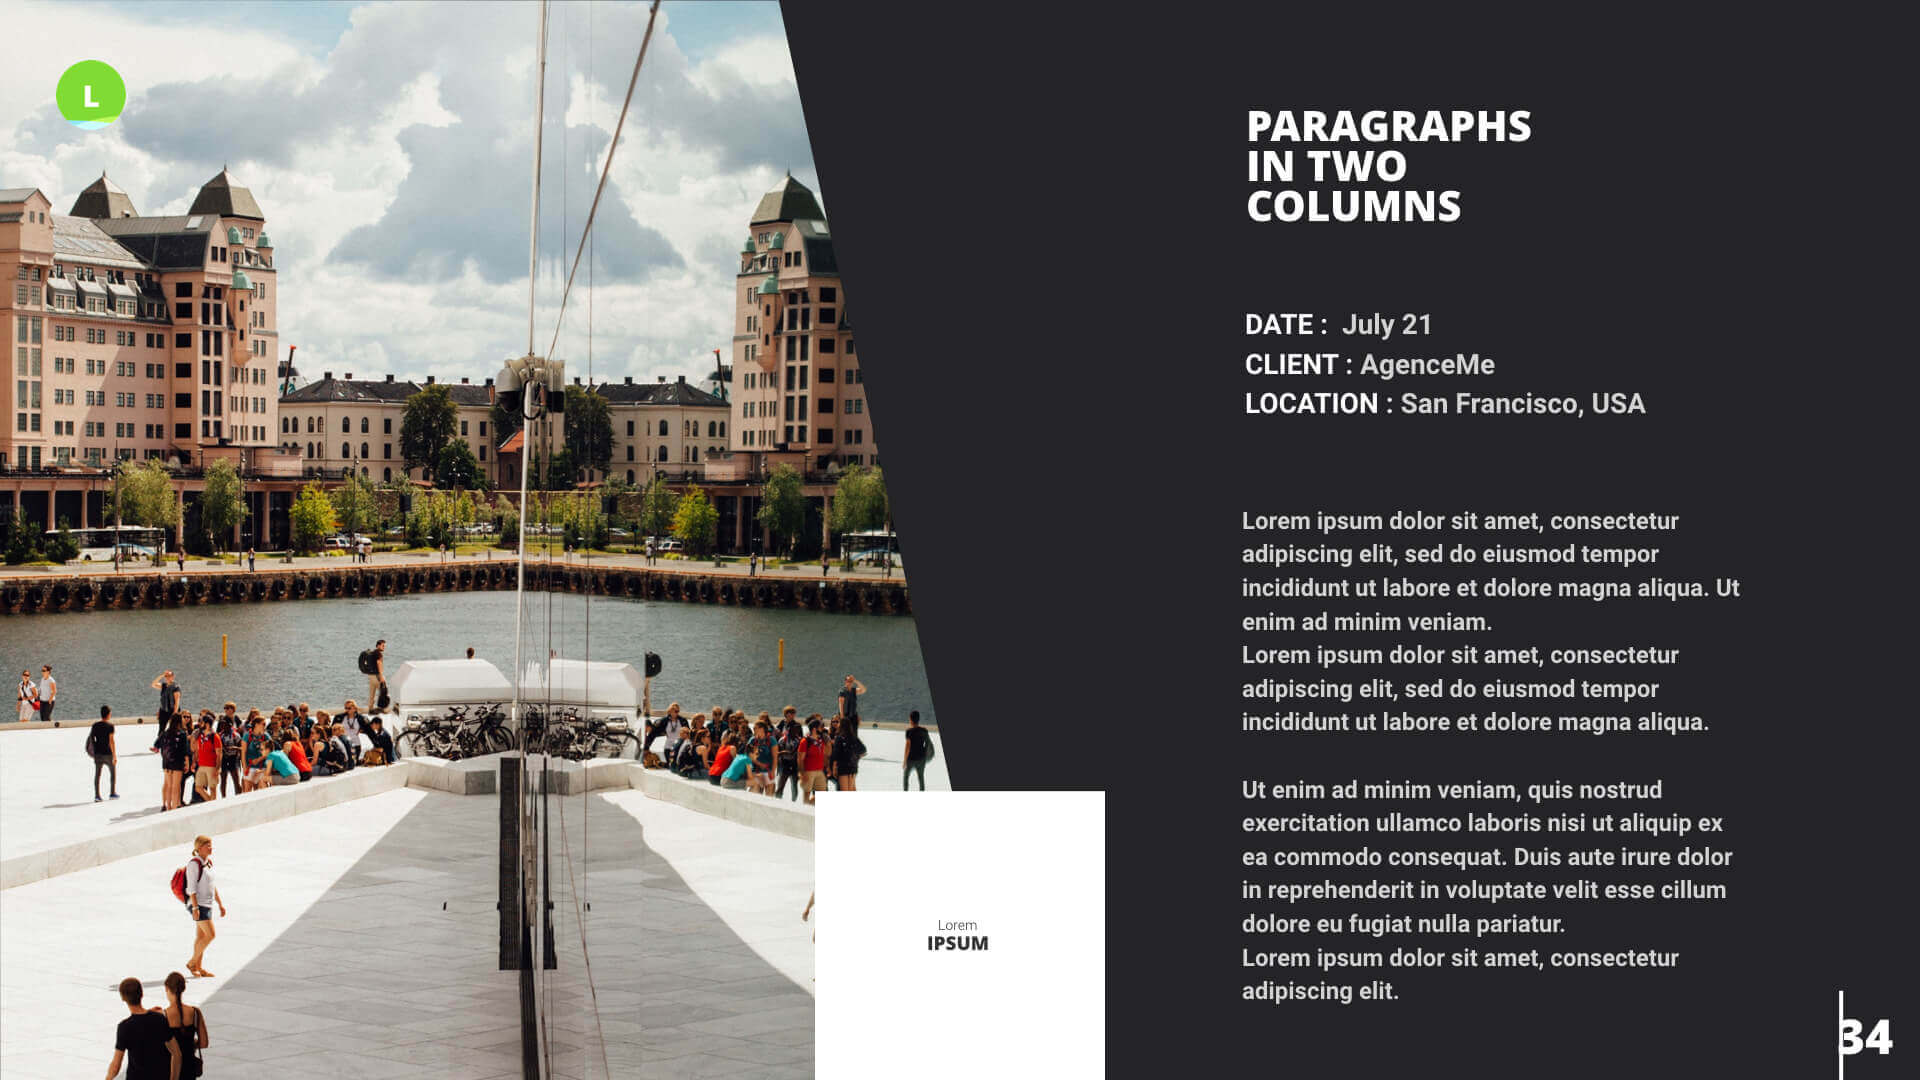 L
PARAGRAPHS
IN TWO
COLUMNS
DATE : July 21
CLIENT : AgenceMe
LOCATION : San Francisco, USA
Lorem ipsum dolor sit amet, consectetur
adipiscing elit, sed do eiusmod tempor
incididunt ut labore et dolore magna aliqua. Ut
enim ad minim veniam.
Lorem ipsum dolor sit amet, consectetur
adipiscing elit, sed do eiusmod tempor
incididunt ut labore et dolore magna aliqua.
Ut enim ad minim veniam, quis nostrud
exercitation ullamco laboris nisi ut aliquip ex
ea commodo consequat. Duis aute irure dolor
in reprehenderit in voluptate velit esse cillum
dolore eu fugiat nulla pariatur.
Lorem ipsum dolor sit amet, consectetur
adipiscing elit.
Lorem
IPSUM
34